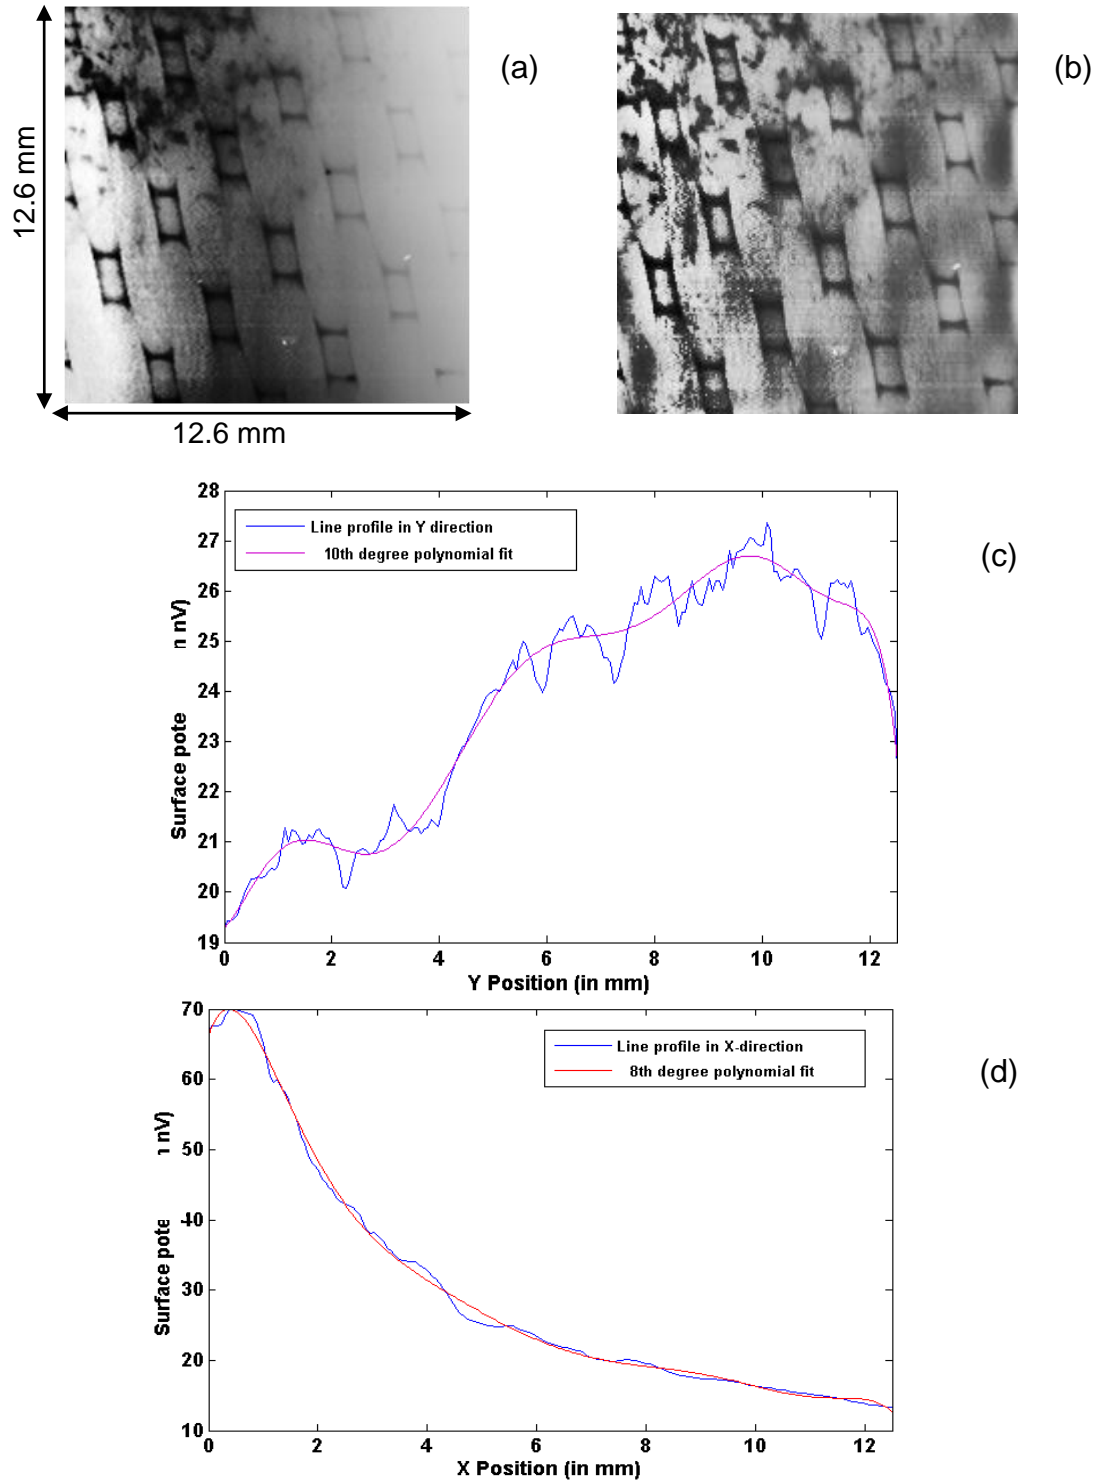 (a)
(b)
12.6 mm
12.6 mm
28
27
26
25
24
23
22
21
20
19
Line profile in Y direction
10th degree polynomial fit
(c)
Surface pote n nV)
0
2
4
6
8
10
12
Y Position (in mm)
70
60
50
40
30
20
10
Line profile in X-direction
8th degree polynomial fit
(d)
Surface pote n nV)
0
2
4
6
8
10
12
X Position (in mm)